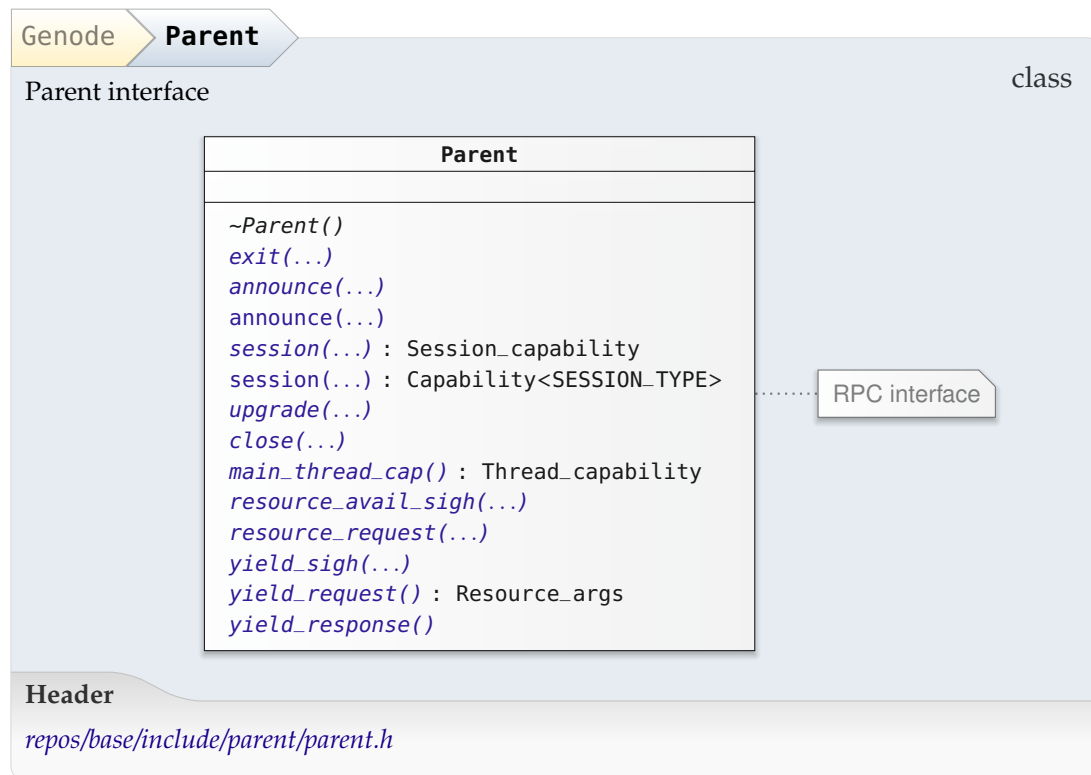 Genode Parent
class
Parent interface
Parent
~Parent()
exit(...)
announce(...)
announce(...)
session(...) : Session_capability
session(...) : Capability<SESSION_TYPE>
upgrade(...)
close(...)
main_thread_cap() : Thread_capability
resource_avail_sigh(...)
resource_request(...)
yield_sigh(...)
yield_request() : Resource_args
yield_response()
RPC interface
Header
repos/base/include/parent/parent.h